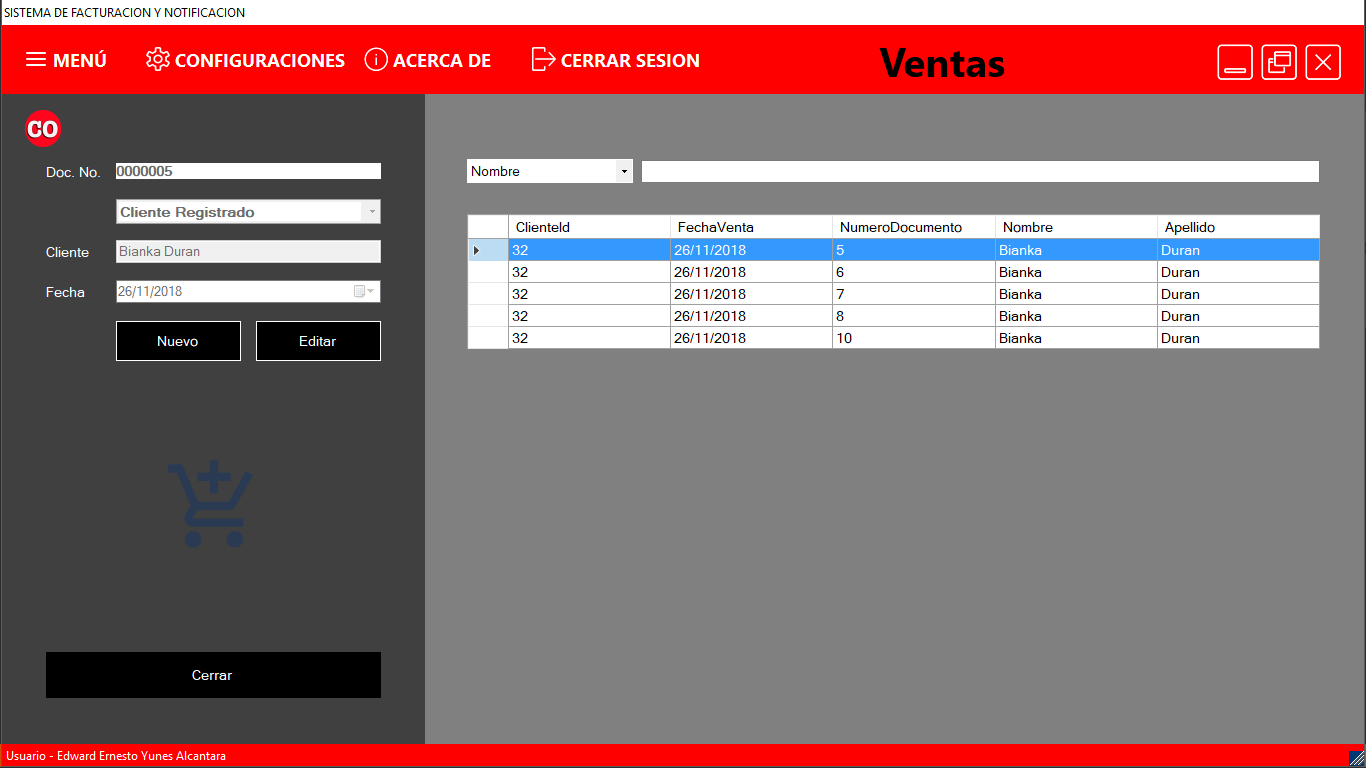 SISTEMA DE FACTURACION Y NOTIFICACION
MENÚ CONFIGURACIONES ACERCA DE CERRAR SESION Ventas
CO
Doc. No. 0000005
Cliente Registrado
Cliente Bianka Duran
Fecha 26/11/2018
Nuevo Editar
Cerrar
Nombre
ClienteId FechaVenta NumeroDocumento Nombre Apellido
32 26/11/2018 5 Bianka Duran
32 26/11/2018 6 Bianka Duran
32 26/11/2018 7 Bianka Duran
32 26/11/2018 8 Bianka Duran
32 26/11/2018 10 Bianka Duran
Usuario - Edward Ernesto Yunes Alcantara